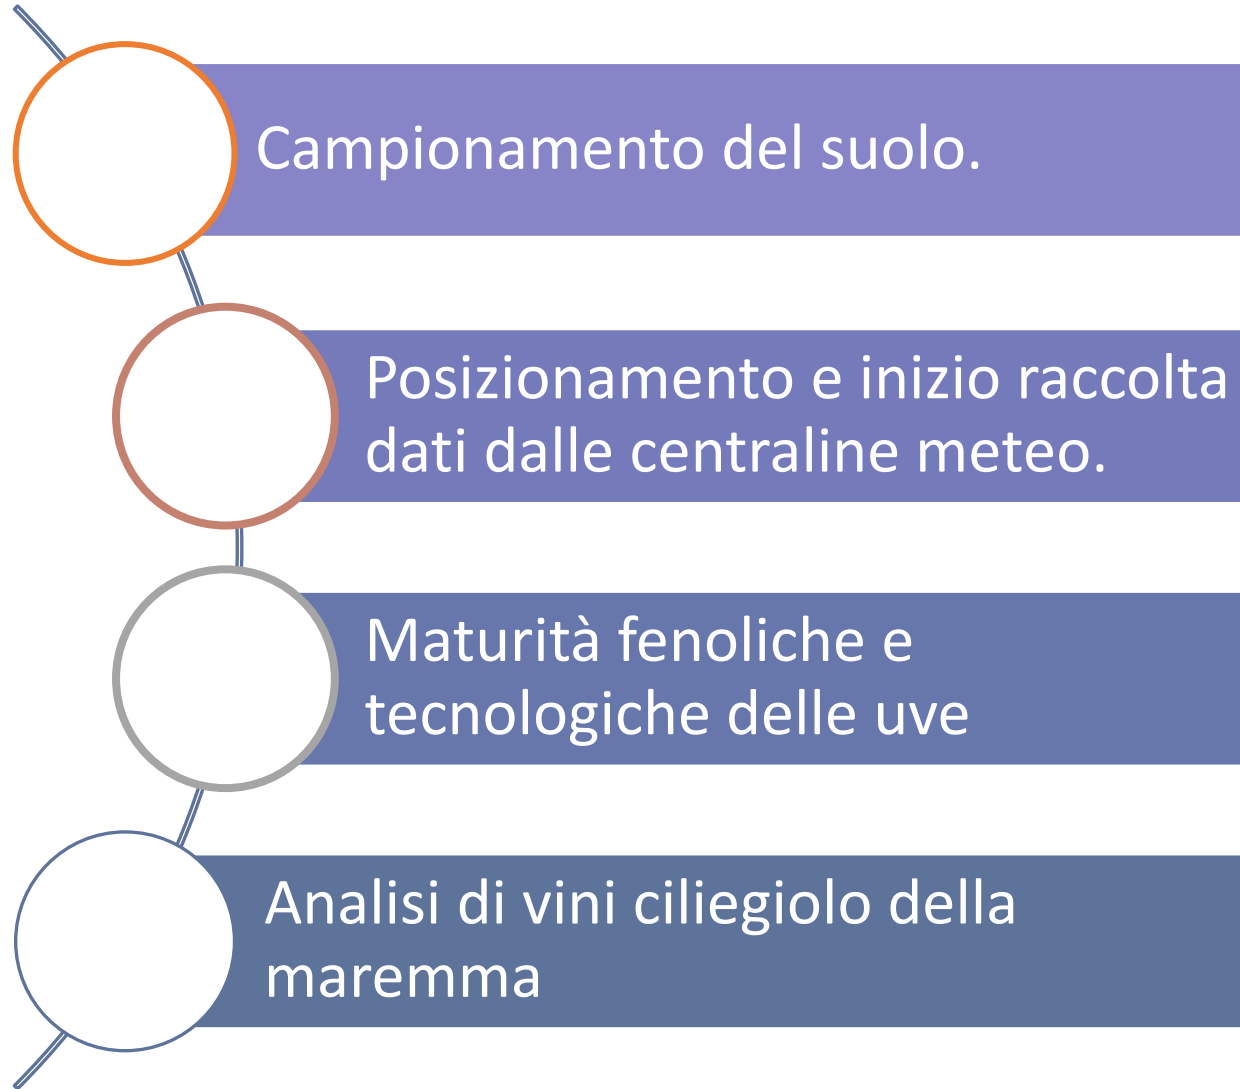 Campionamento del suolo.
Posizionamento e inizio raccolta
dati dalle centraline meteo.
Maturità fenoliche e
tecnologiche delle uve
Analisi di vini ciliegiolo della
maremma